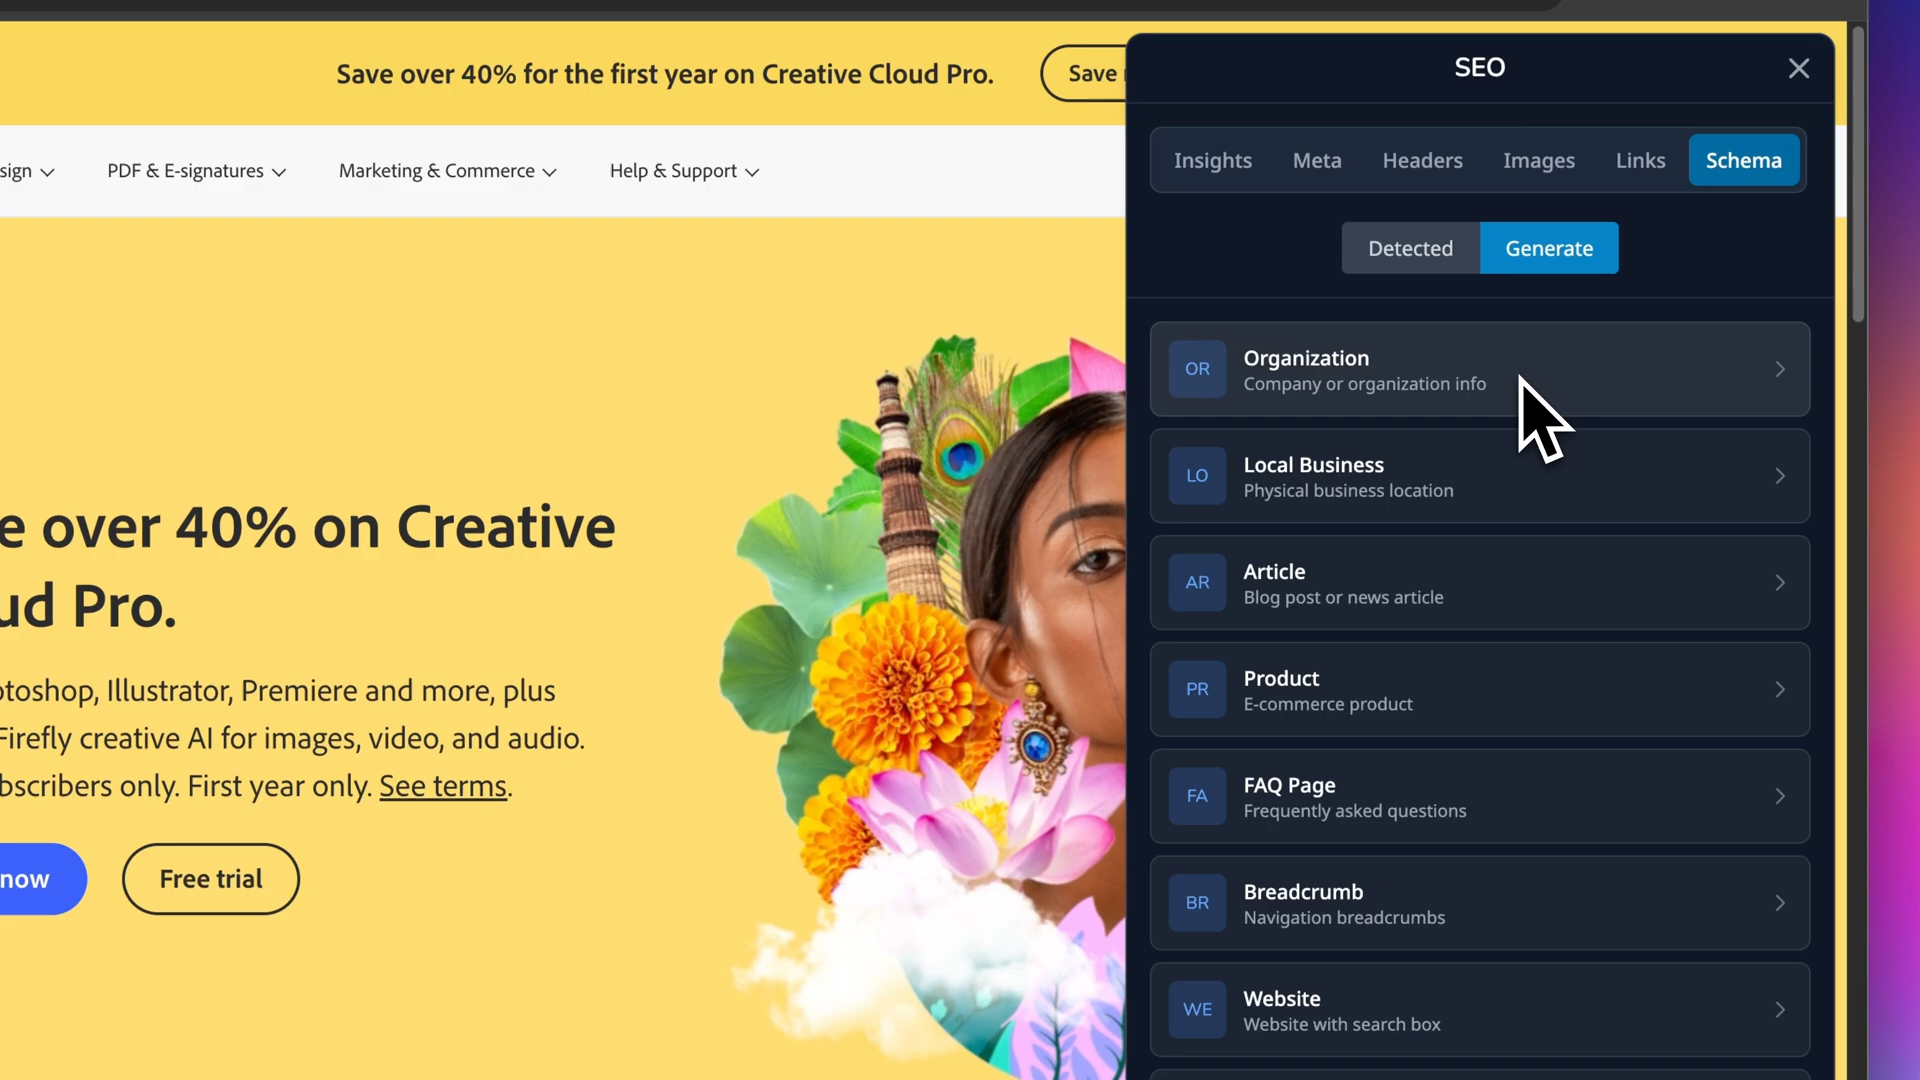 Save over 40% for the first year on Creative Cloud Pro.
Save
sign
PDF & E-signatures
Marketing & Commerce
Help & Support
e over 40% on Creative
ud Pro.
otoshop, Illustrator, Premiere and more, plus
Firefly creative AI for images, video, and audio.
bscribers only. First year only. See terms.
now
Free trial
SEO
Insights
Meta
Headers
Images
Links
Schema
Detected
Generate
OR
Organization
Company or organization info
LO
Local Business
Physical business location
AR
Article
Blog post or news article
PR
Product
E-commerce product
FA
FAQ Page
Frequently asked questions
BR
Breadcrumb
Navigation breadcrumbs
WE
Website
Website with search box